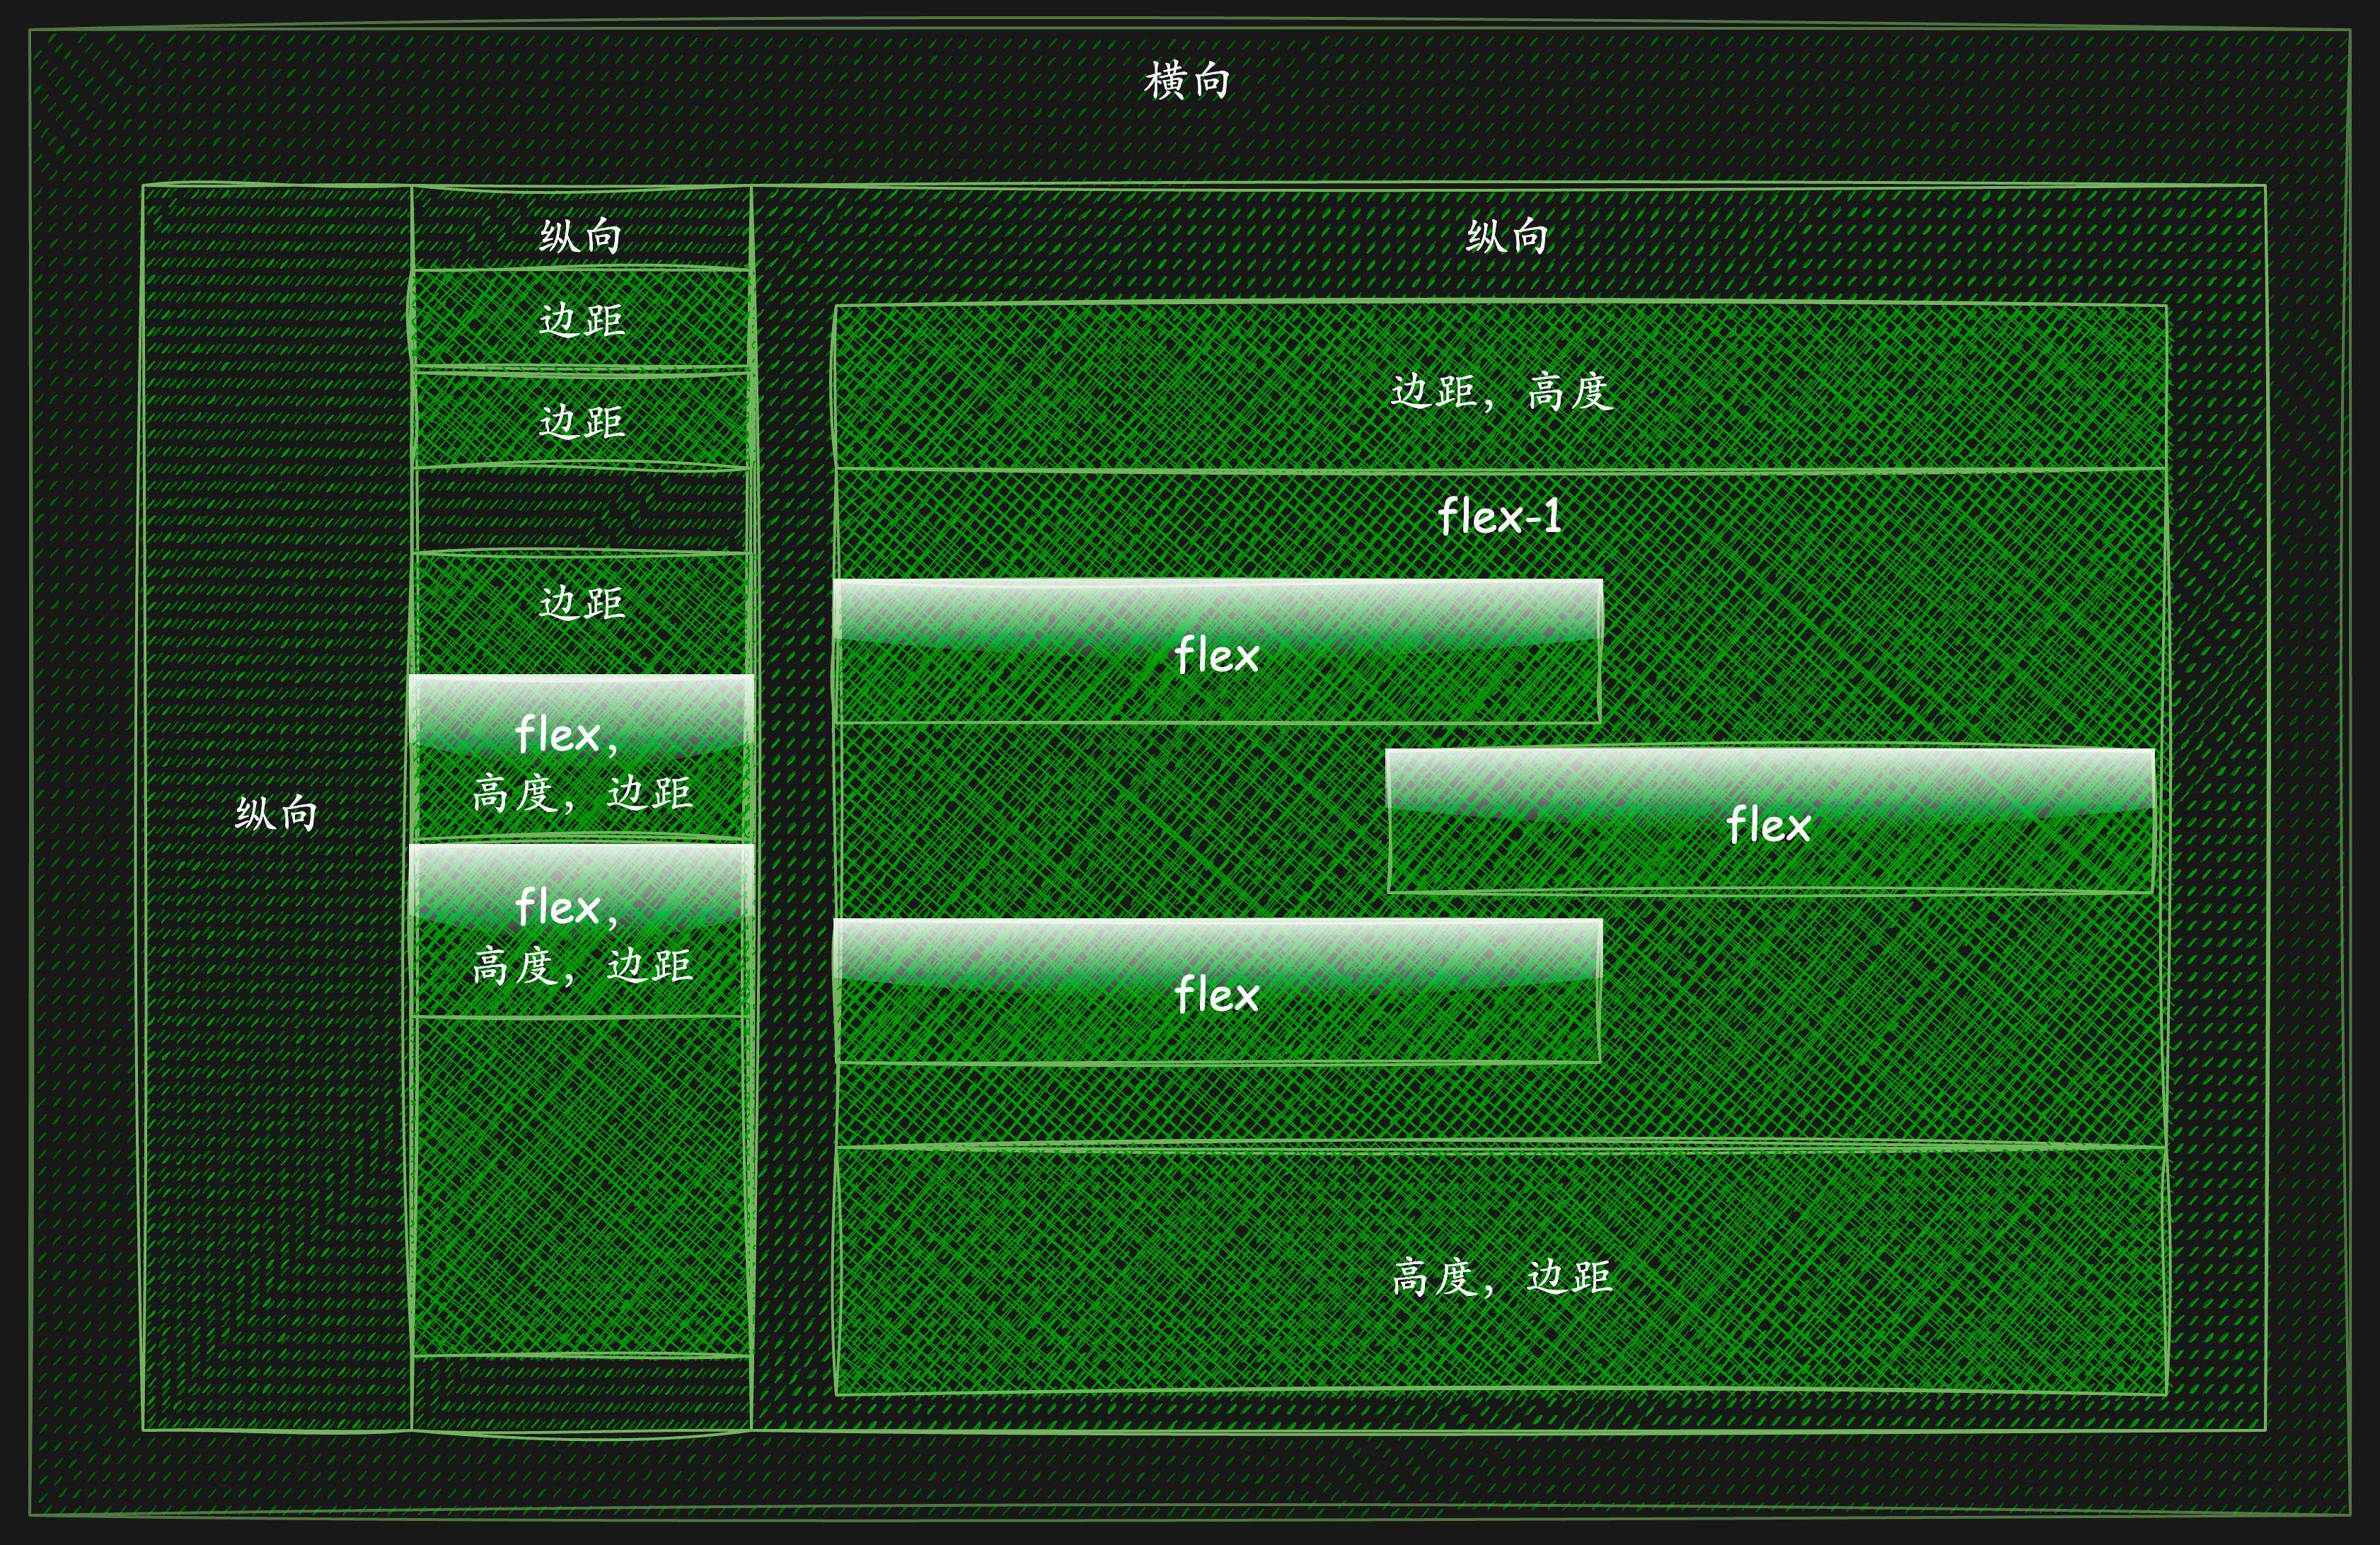 横向
纵向
纵向
边距
边距
边距
flex，
高度，边距
flex，
高度，边距
纵向
边距，高度
flex-1
flex
flex
flex
高度，边距